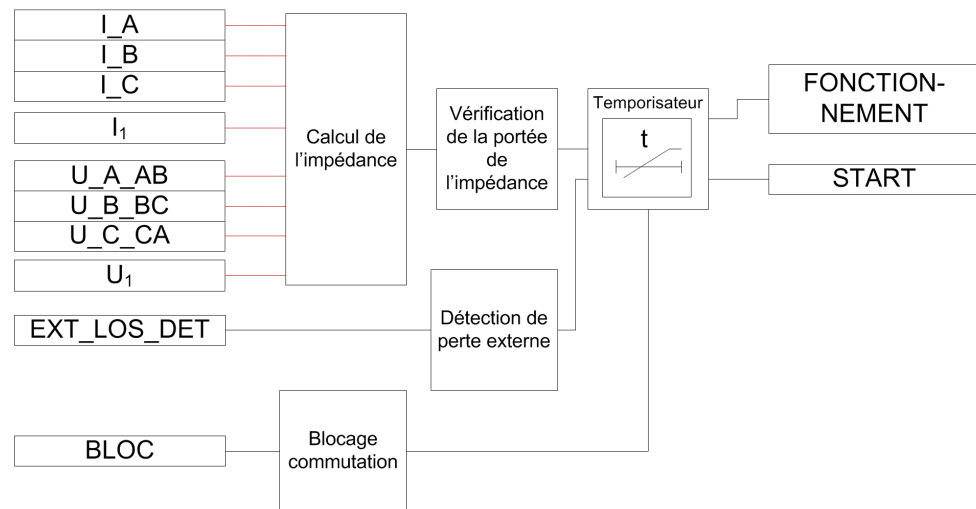 I_A
I_B
I_C
I₁
U_A_AB
U_B_BC
U_C_CA
U₁
EXT_LOS_DET
BLOC
Calcul de
l’impédance
Vérification
de la portée
de
l’impédance
Détection de
perte externe
Blocage
commutation
Temporisateur
t
FONCTION-
NEMENT
START